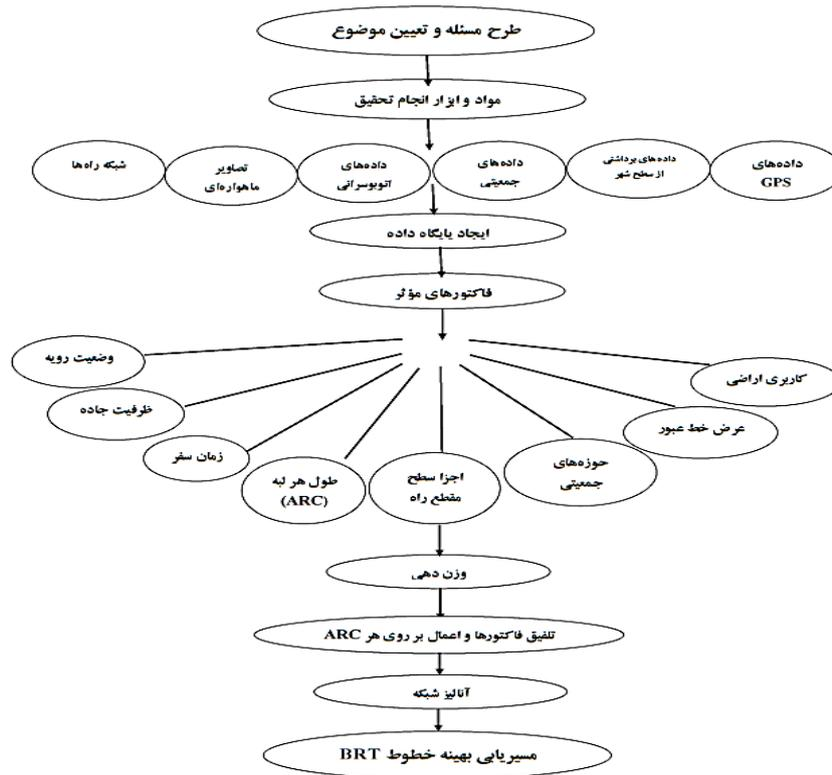 طرح مسئله و تعیین موضوع
مواد و ابزار انجام تحقیق
داده‌های
GPS
داده‌های برداشتی
از سطح شهر
داده‌های
جمعیتی
داده‌های
اتوبوسرانی
تصاویر
ماهواره‌ای
شبکه راه‌ها
ایجاد پایگاه داده
فاکتورهای مؤثر
کاربری اراضی
عرض خط عبور
حوزه‌های
جمعیتی
اجزا سطح
مقطع راه
طول هر لبه
(ARC)
زمان سفر
ظرفیت جاده
وضعیت رویه
وزن دهی
تلفیق فاکتورها و اعمال بر روی هر ARC
آنالیز شبکه
مسیریابی بهینه خطوط BRT